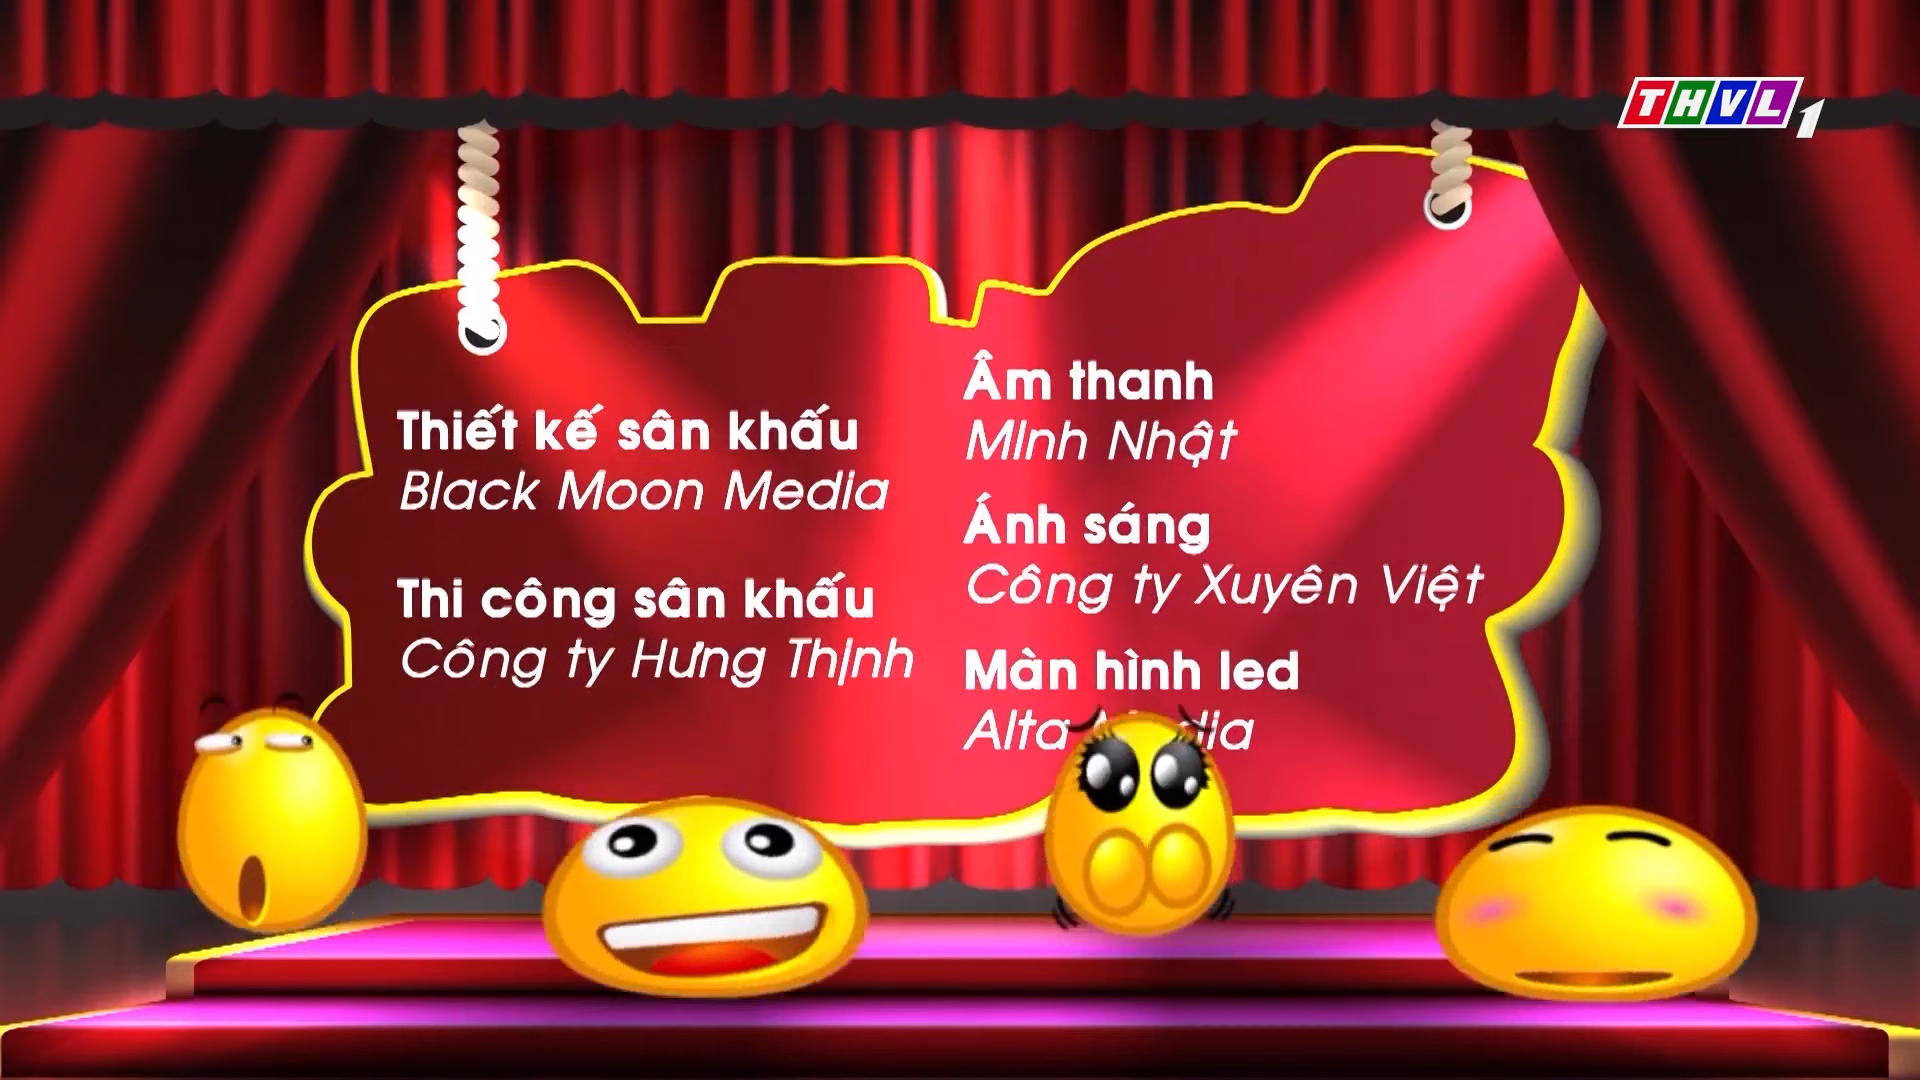 THVL1
Thiết kế sân khấu
Black Moon Media
Thi công sân khấu
Công ty Hưng Thịnh
Âm thanh
MInh Nhật
Ánh sáng
Công ty Xuyên Việt
Màn hình led
Alta